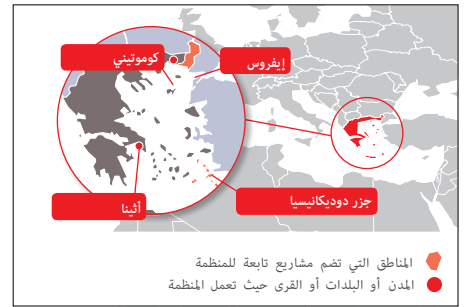 إيفروس
كوموتيني
جزر دوديكانيسيا
أثينا
المناطق التي تضم مشاريع تابعة للمنظمة
المدن أو البلدات أو القرى حيث تعمل المنظمة